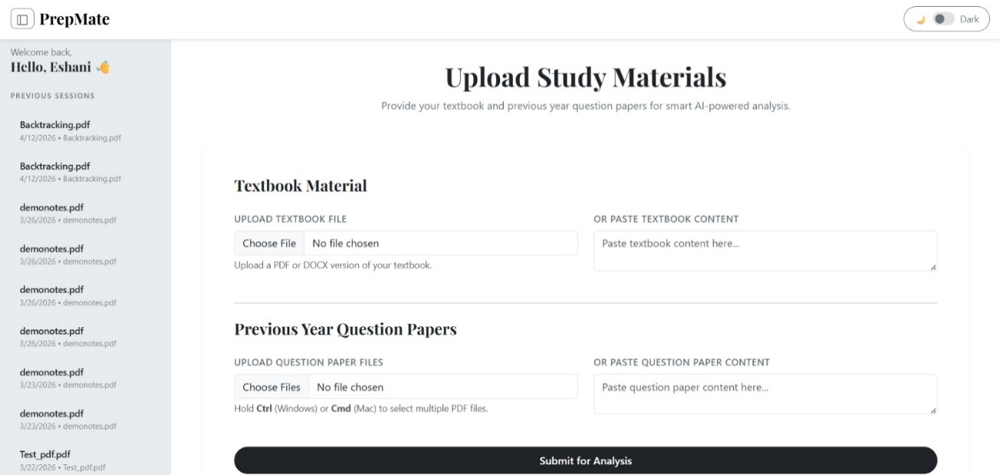 PrepMate
🌙 Dark
Welcome back,
Hello, Eshani 👋
PREVIOUS SESSIONS
Backtracking.pdf
4/12/2026 • Backtracking.pdf
Backtracking.pdf
4/12/2026 • Backtracking.pdf
demonotes.pdf
3/26/2026 • demonotes.pdf
demonotes.pdf
3/26/2026 • demonotes.pdf
demonotes.pdf
3/26/2026 • demonotes.pdf
demonotes.pdf
3/26/2026 • demonotes.pdf
demonotes.pdf
3/23/2026 • demonotes.pdf
demonotes.pdf
3/23/2026 • demonotes.pdf
Test_pdf.pdf
3/22/2026 • Test_pdf.pdf
Upload Study Materials
Provide your textbook and previous year question papers for smart AI-powered analysis.
Textbook Material
UPLOAD TEXTBOOK FILE
Choose File No file chosen
Upload a PDF or DOCX version of your textbook.
OR PASTE TEXTBOOK CONTENT
Paste textbook content here...
Previous Year Question Papers
UPLOAD QUESTION PAPER FILES
Choose Files No file chosen
Hold Ctrl (Windows) or Cmd (Mac) to select multiple PDF files.
OR PASTE QUESTION PAPER CONTENT
Paste question paper content here...
Submit for Analysis